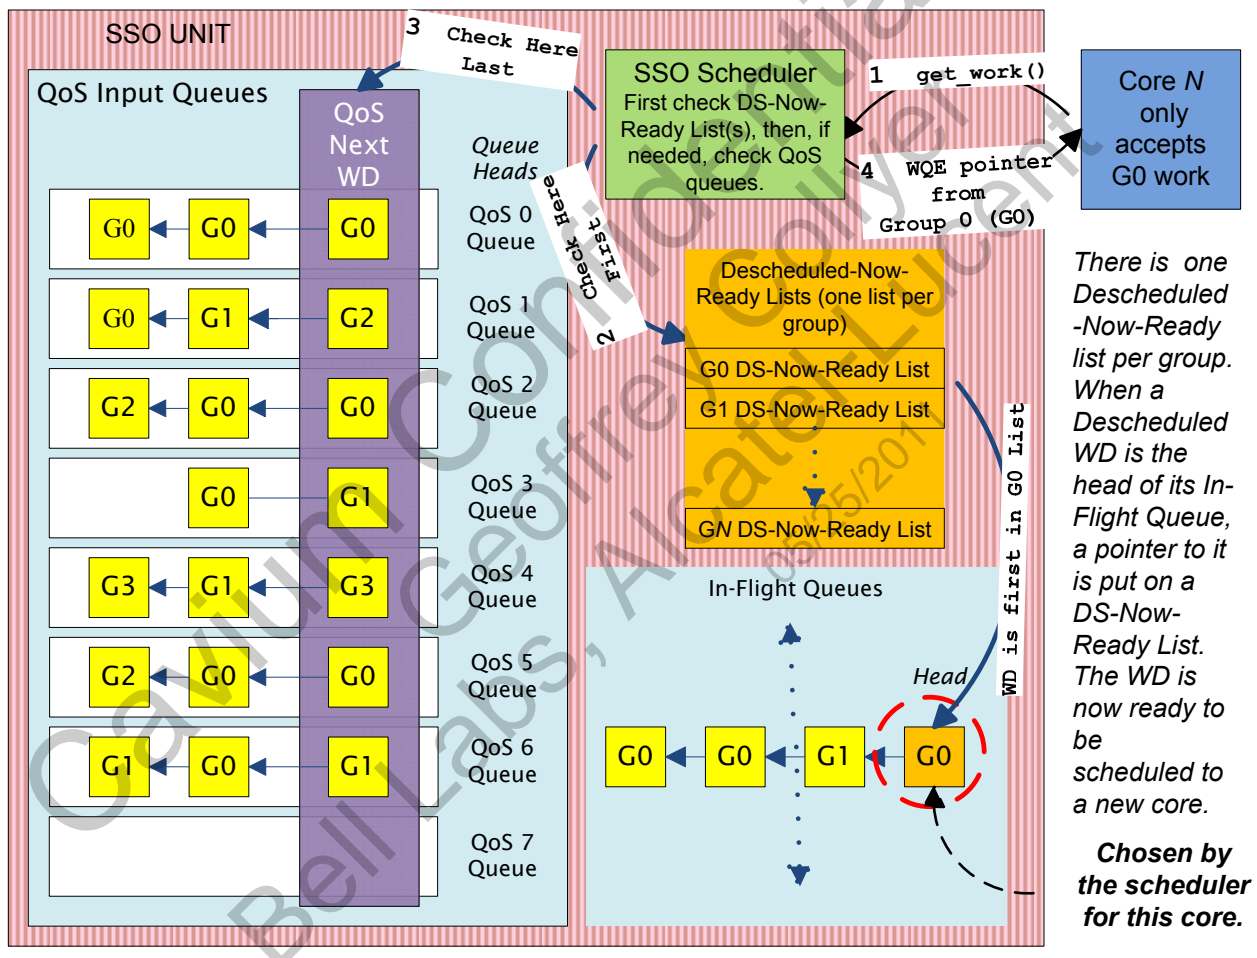 SSO UNIT
3 Check Here
Last
QoS Input Queues
QoS
Next
WD
Queue
Heads
G0 G0 G0
QoS 0
Queue
G0 G1 G2
QoS 1
Queue
G2 G0 G0
QoS 2
Queue
G0 G1
QoS 3
Queue
G3 G1 G3
QoS 4
Queue
G2 G0 G0
QoS 5
Queue
G1 G0 G1
QoS 6
Queue
QoS 7
Queue
SSO Scheduler
First check DS-Now-
Ready List(s), then, if
needed, check QoS
queues.
1 get_work()
4 WQE pointer
from
Group 0 (G0)
Core N
only
accepts
G0 work
2 Check Here
First
Descheduled-Now-
Ready Lists (one list per
group)
G0 DS-Now-Ready List
G1 DS-Now-Ready List
GN DS-Now-Ready List
WD is first in G0 List
In-Flight Queues
Head
G0 G0 G1 G0
There is one
Descheduled
-Now-Ready
list per group.
When a
Descheduled
WD is the
head of its In-
Flight Queue,
a pointer to it
is put on a
DS-Now-
Ready List.
The WD is
now ready to
be
scheduled to
a new core.
Chosen by
the scheduler
for this core.
Cavium Confidential
Geoffrey Collyer
Bell Labs, Alcatel-Lucent
05/25/2011